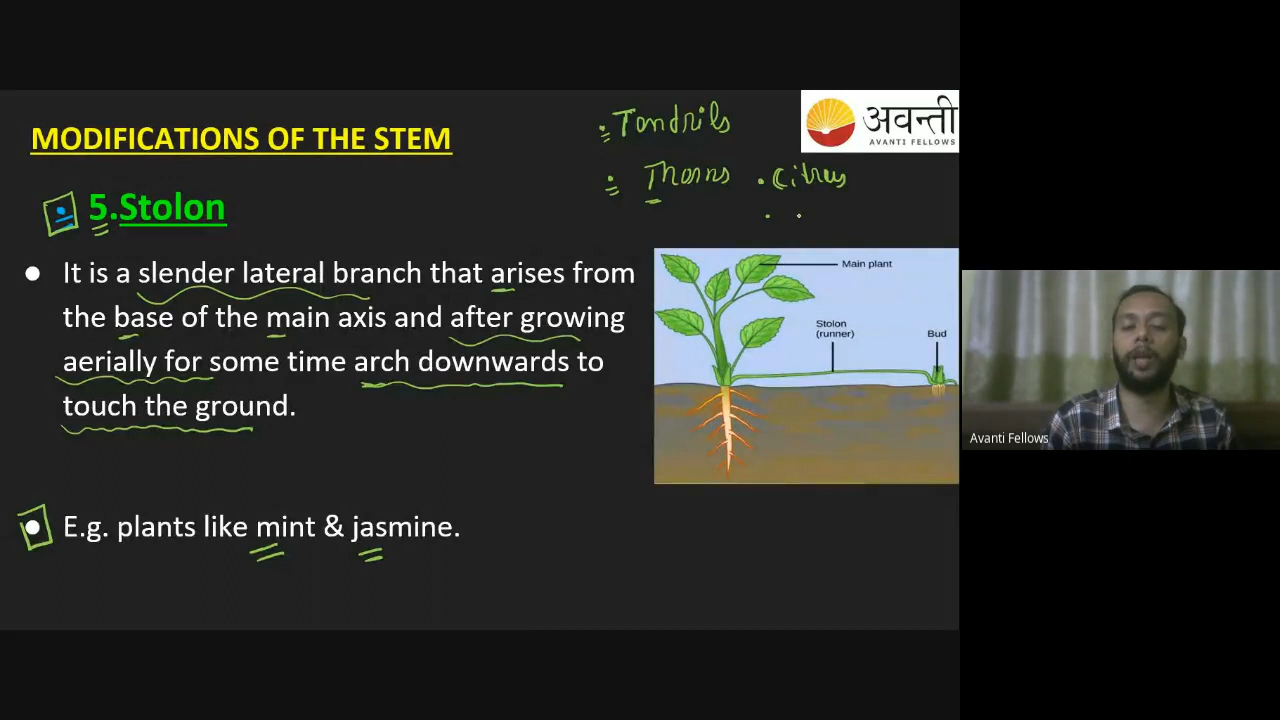 MODIFICATIONS OF THE STEM
Tendrils
Thorns . Citrus
अवन्ती
AVANTI FELLOWS
5.Stolon
● It is a slender lateral branch that arises from
the base of the main axis and after growing
aerially for some time arch downwards to
touch the ground.
Main plant
Stolon
(runner)
Bud
● E.g. plants like mint & jasmine.
Avanti Fellows